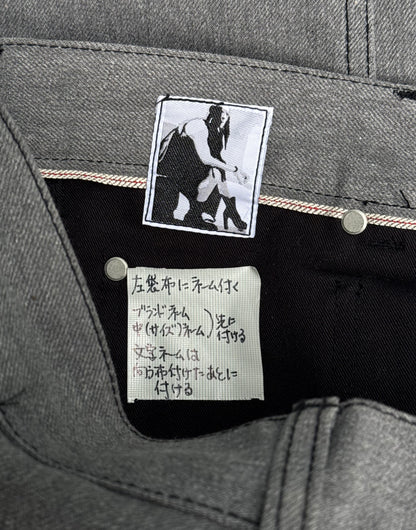 左袋布にネーム付く
ブランドネーム
中(サイズ)ネーム
)先に
付ける
文字ネームは
向う布付けたあとに
付ける